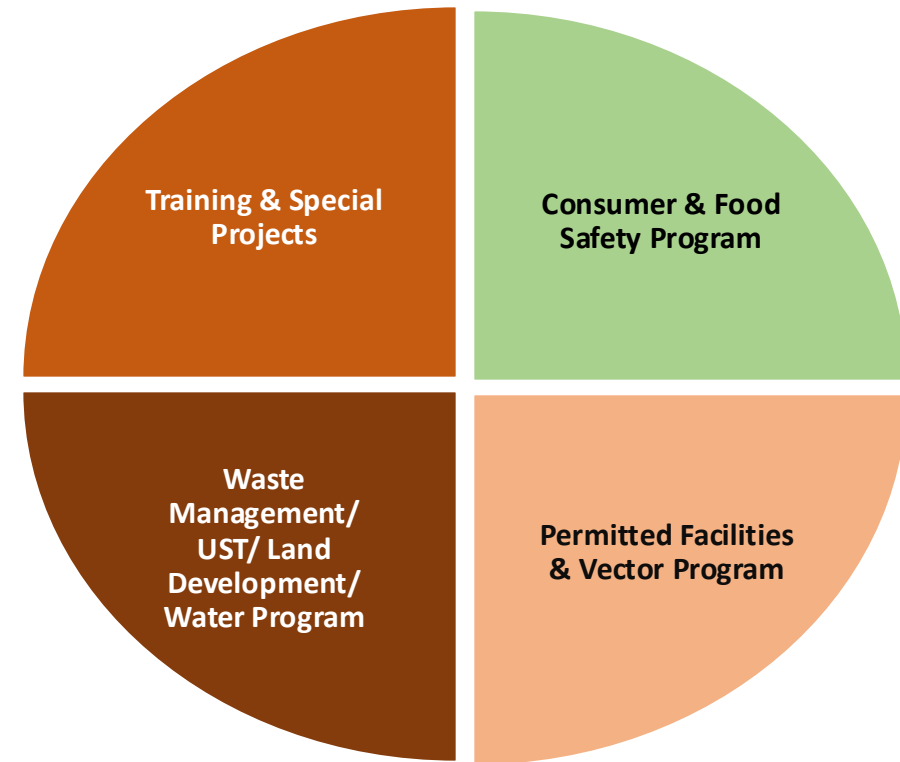 Training & Special
Projects
Consumer & Food
Safety Program
Waste
Management/
UST/ Land
Development/
Water Program
Permitted Facilities
& Vector Program